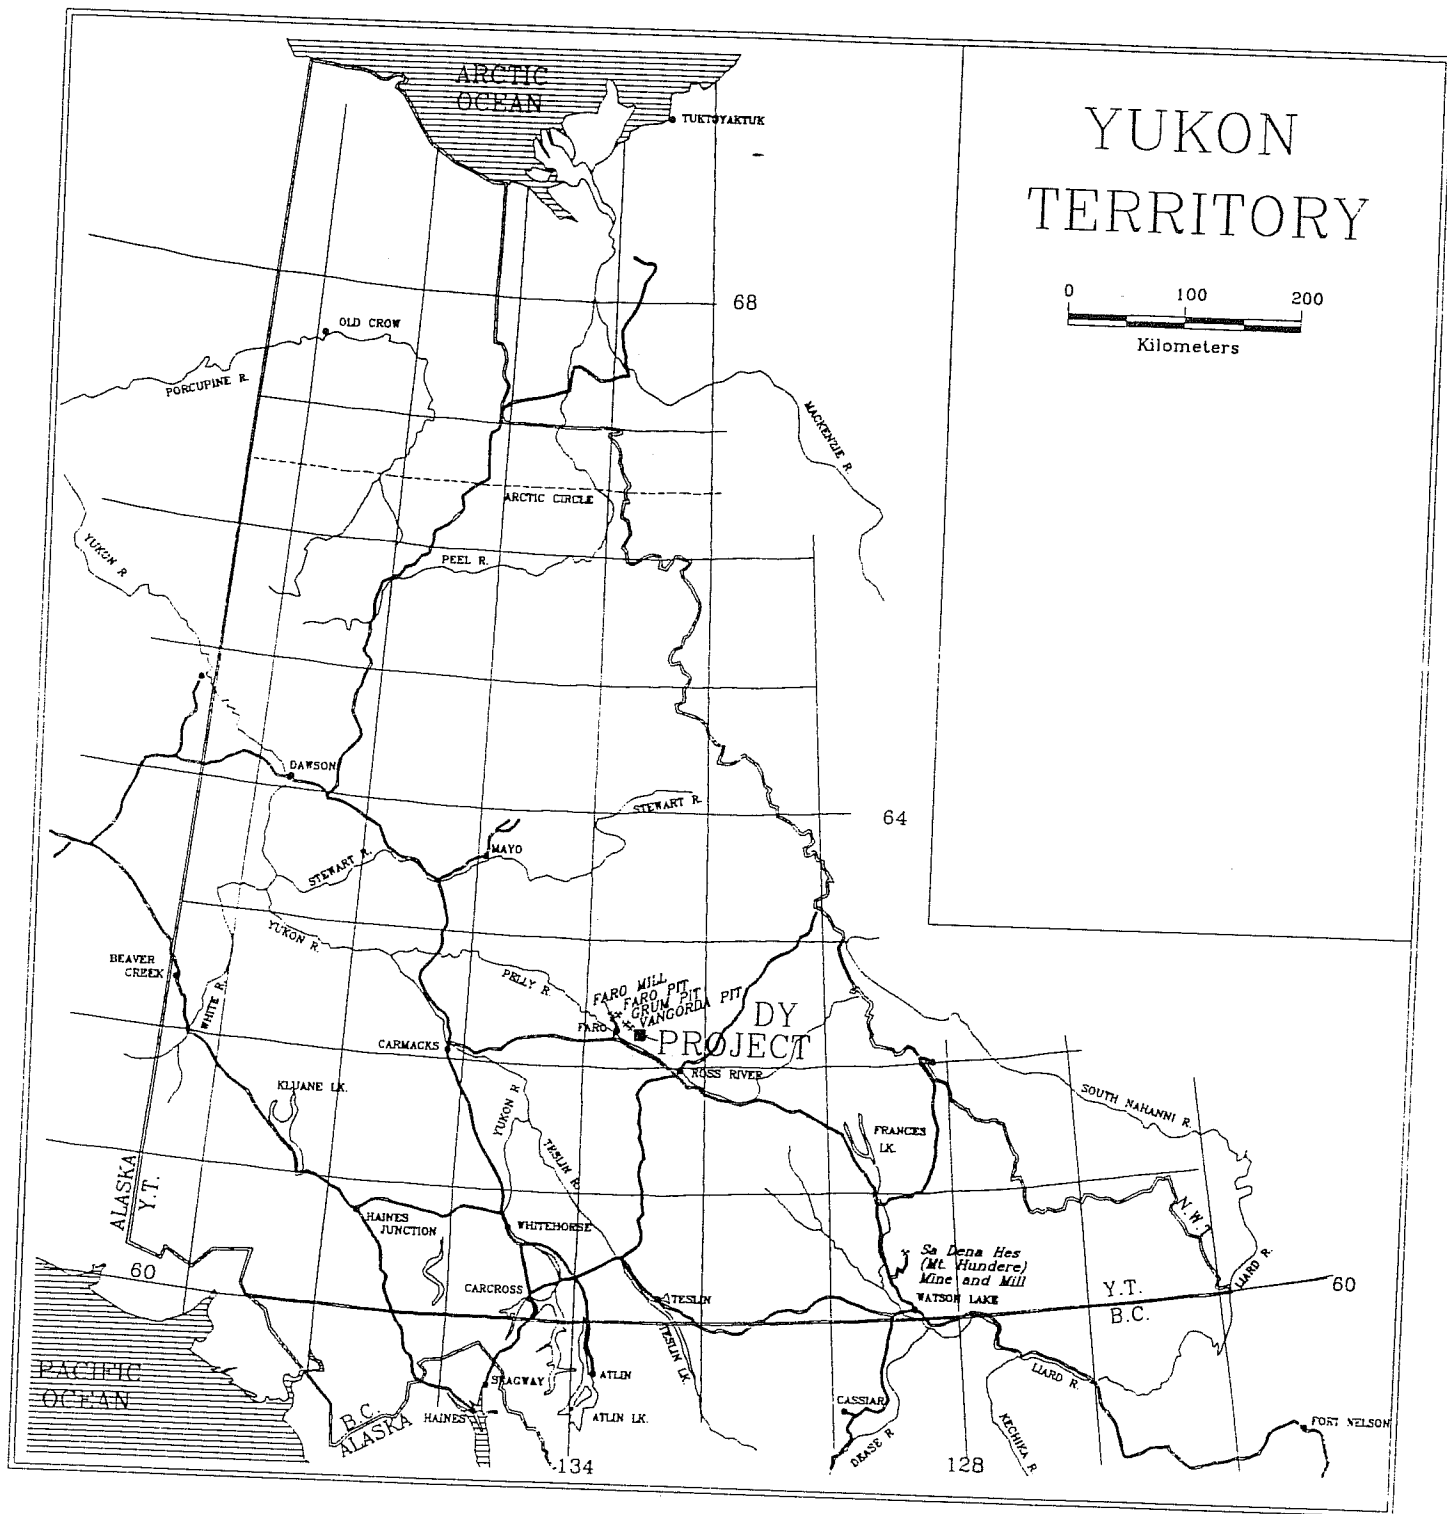 YUKON
TERRITORY
0 100 200
Kilometers
ARCTIC
OCEAN
TUKTOYAKTUK
68
OLD CROW
PORCUPINE R.
MACKENZIE R.
ARCTIC CIRCLE
PEEL R.
YUKON R
DAWSON
STEWART R.
64
MAYO
STEWART R.
YUKON R.
BEAVER
CREEK
WHITE R.
PELLY R.
FARO MILL
FARO PIT
GRUM PIT
VANGORDA PIT
FARO
DY
PROJECT
CARMACKS
ROSS RIVER
KLUANE LK.
YUKON R
TESLIN R.
FRANCES
LK.
SOUTH NAHANNI R.
ALASKA
Y.T.
HAINES
JUNCTION
WHITEHORSE
N.W.T
LIARD R.
Sa Dena Hes
(Mt. Hundere)
Mine and Mill
WATSON LAKE
60
CARCROSS
TESLIN
Y.T.
B.C.
60
TESLIN LK.
PACIFIC
OCEAN
SKAGWAY
ATLIN
LIARD R.
B.C.
ALASKA
HAINES
ATLIN LK.
CASSIAR
DEASE R
KECHIKA R
FORT NELSON
134
128